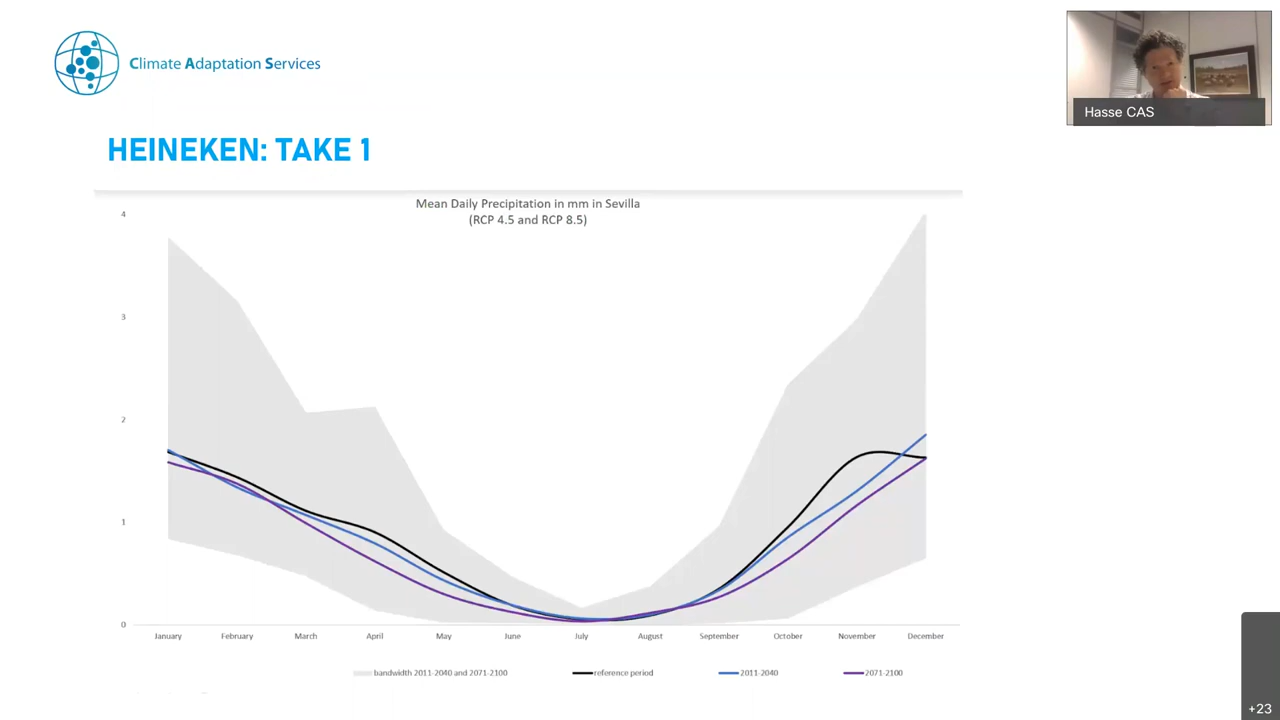 Climate Adaptation Services
Hasse CAS
HEINEKEN: TAKE 1
Mean Daily Precipitation in mm in Sevilla
(RCP 4.5 and RCP 8.5)
4
3
2
1
0
January February March April May June July August September October November December
bandwidth 2011-2040 and 2071-2100 reference period 2011-2040 2071-2100
+23